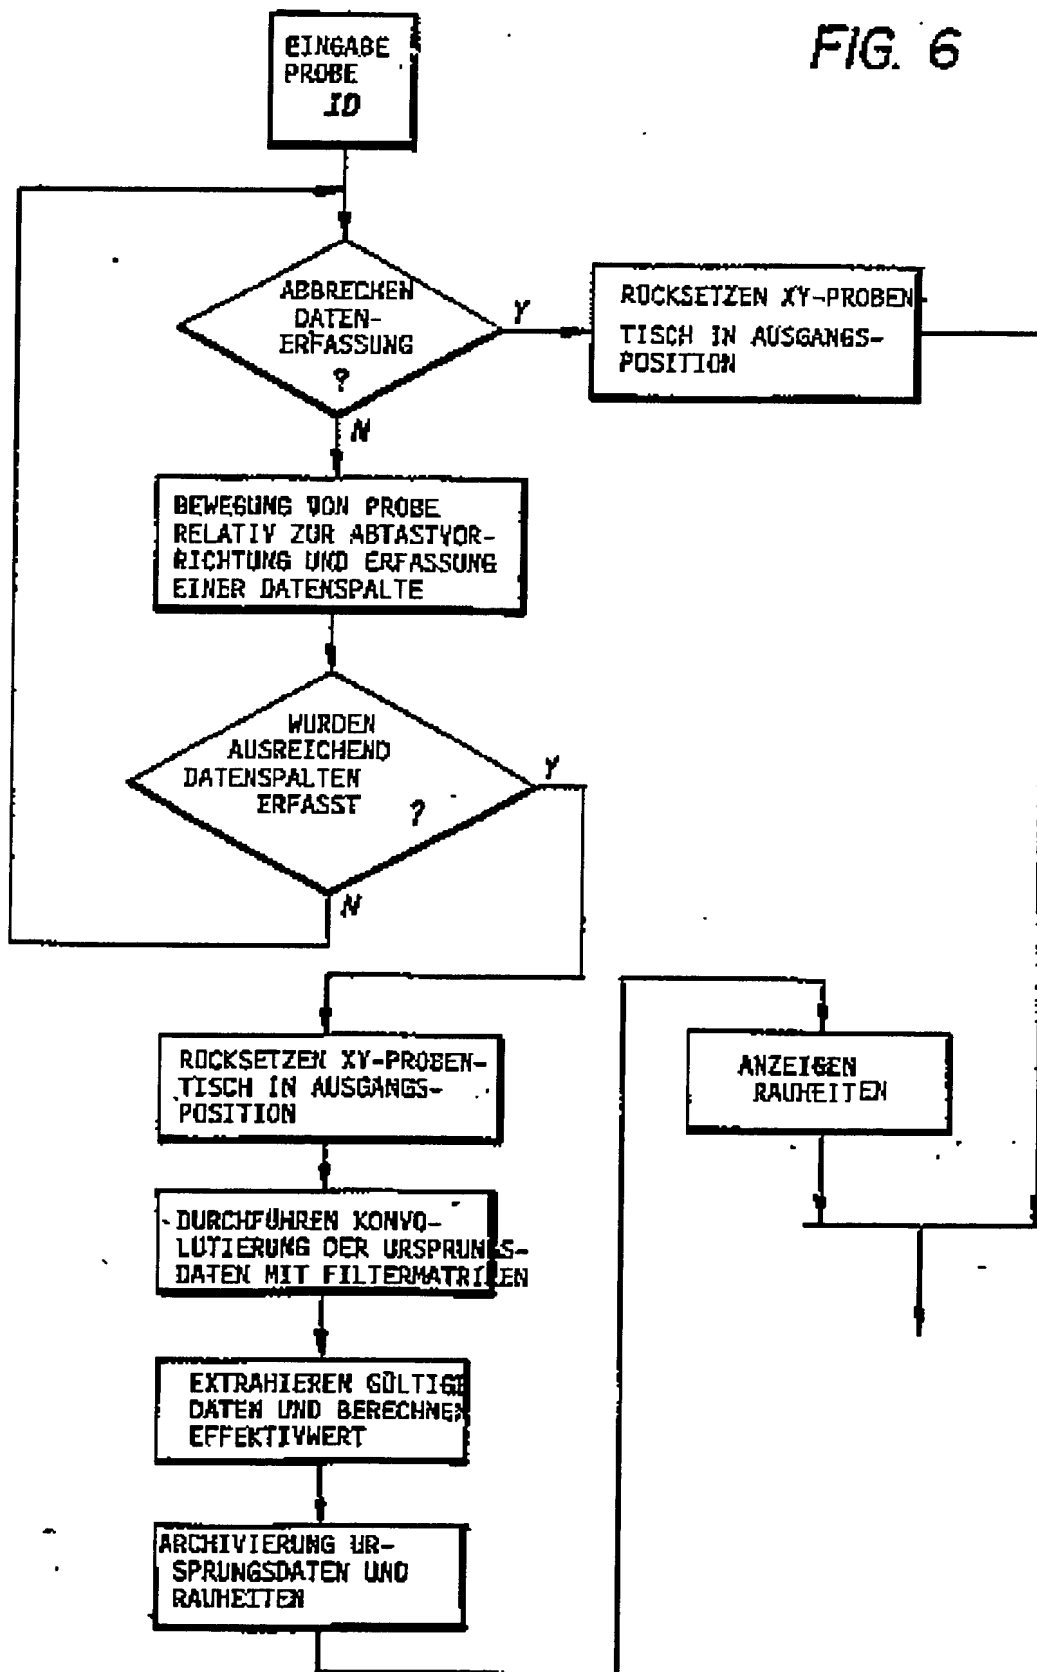 FIG. 6
EINGABE
PROBE
ID
ABBRECHEN
DATEN-
ERFASSUNG
?
Y
N
RÜCKSETZEN XY-PROBEN-
TISCH IN AUSGANGS-
POSITION
BEWEGUNG VON PROBE
RELATIV ZUR ABTASTVOR-
RICHTUNG UND ERFASSUNG
EINER DATENSPALTE
WURDEN
AUSREICHEND
DATENSPALTEN
ERFASST
?
Y
N
RÜCKSETZEN XY-PROBEN-
TISCH IN AUSGANGS-
POSITION
ANZEIGEN
RAUHEITEN
DURCHFÜHREN KONVO-
LUTIERUNG DER URSPRUNGS-
DATEN MIT FILTERMATRIZEN
EXTRAHIEREN GÜLTIGE
DATEN UND BERECHNEN
EFFEKTIVWERT
ARCHIVIERUNG UR-
SPRUNGSDATEN UND
RAUHEITEN